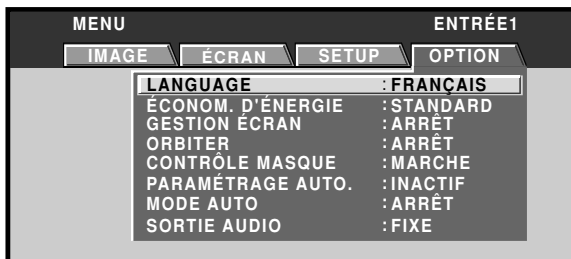 MENU ENTRÉE1
IMAGE ÉCRAN SETUP OPTION
LANGUAGE :FRANÇAIS
ÉCONOM. D'ÉNERGIE :STANDARD
GESTION ÉCRAN :ARRÊT
ORBITER :ARRÊT
CONTRÔLE MASQUE :MARCHE
PARAMÉTRAGE AUTO. :INACTIF
MODE AUTO :ARRÊT
SORTIE AUDIO :FIXE